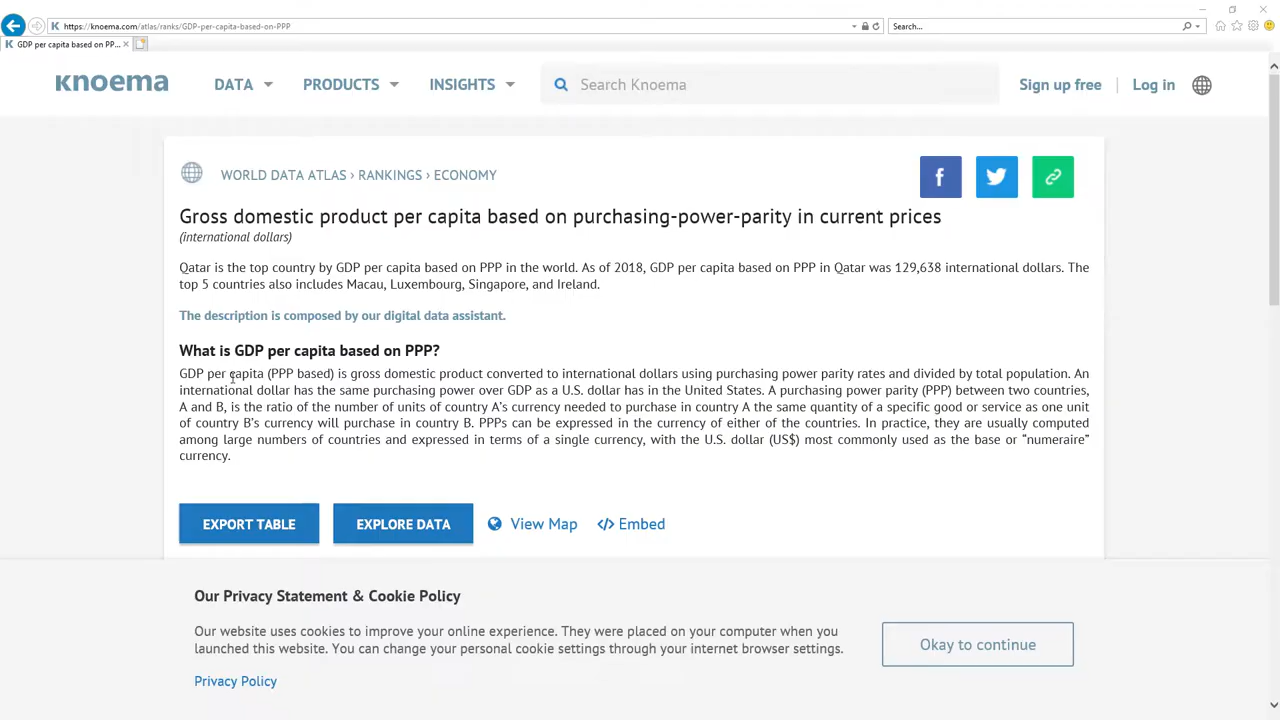 https://knoema.com/atlas/ranks/GDP-per-capita-based-on-PPP
Search...
GDP per capita based on PP...
knoema
DATA
PRODUCTS
INSIGHTS
Search Knoema
Sign up free
Log in
WORLD DATA ATLAS › RANKINGS › ECONOMY
Gross domestic product per capita based on purchasing-power-parity in current prices
(international dollars)
Qatar is the top country by GDP per capita based on PPP in the world. As of 2018, GDP per capita based on PPP in Qatar was 129,638 international dollars. The
top 5 countries also includes Macau, Luxembourg, Singapore, and Ireland.
The description is composed by our digital data assistant.
What is GDP per capita based on PPP?
GDP per capita (PPP based) is gross domestic product converted to international dollars using purchasing power parity rates and divided by total population. An
international dollar has the same purchasing power over GDP as a U.S. dollar has in the United States. A purchasing power parity (PPP) between two countries,
A and B, is the ratio of the number of units of country A's currency needed to purchase in country A the same quantity of a specific good or service as one unit
of country B's currency will purchase in country B. PPPs can be expressed in the currency of either of the countries. In practice, they are usually computed
among large numbers of countries and expressed in terms of a single currency, with the U.S. dollar (US$) most commonly used as the base or "numeraire"
currency.
EXPORT TABLE
EXPLORE DATA
View Map
</> Embed
Our Privacy Statement & Cookie Policy
Our website uses cookies to improve your online experience. They were placed on your computer when you
launched this website. You can change your personal cookie settings through your internet browser settings.
Okay to continue
Privacy Policy